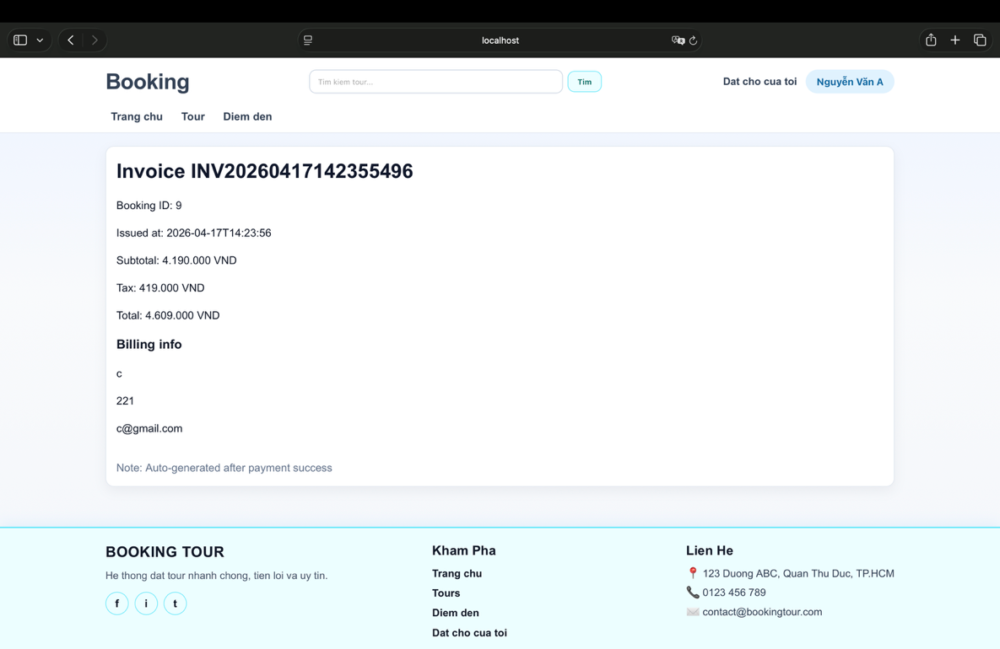 localhost
Booking
Tim kiem tour...
Tim
Dat cho cua toi
Nguyễn Văn A
Trang chu
Tour
Diem den
Invoice INV20260417142355496
Booking ID: 9
Issued at: 2026-04-17T14:23:56
Subtotal: 4.190.000 VND
Tax: 419.000 VND
Total: 4.609.000 VND
Billing info
c
221
c@gmail.com
Note: Auto-generated after payment success
BOOKING TOUR
He thong dat tour nhanh chong, tien loi va uy tin.
f
i
t
Kham Pha
Trang chu
Tours
Diem den
Dat cho cua toi
Lien He
📍 123 Duong ABC, Quan Thu Duc, TP.HCM
📞 0123 456 789
✉️ contact@bookingtour.com